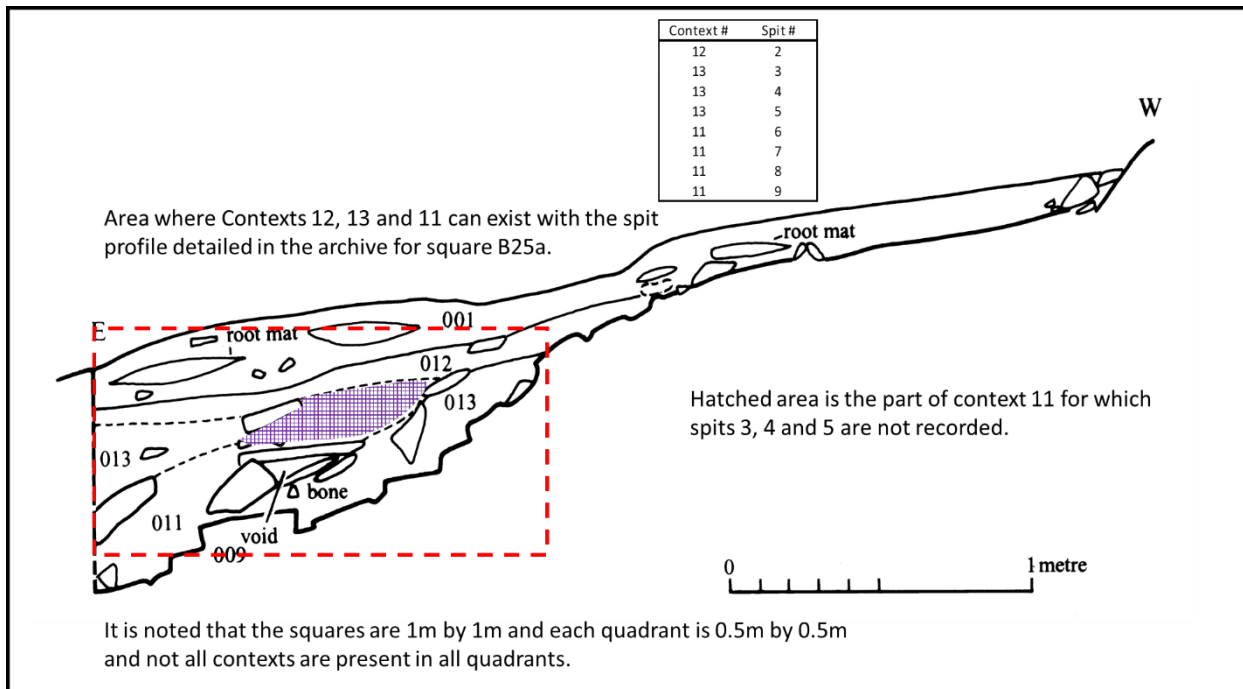 Context # Spit #
12 2
13 3
13 4
13 5
11 6
11 7
11 8
11 9
W
Area where Contexts 12, 13 and 11 can exist with the spit
profile detailed in the archive for square B25a.
root mat
E
001
root mat
012
013
Hatched area is the part of context 11 for which
spits 3, 4 and 5 are not recorded.
013
bone
011
void
009
0 1 metre
It is noted that the squares are 1m by 1m and each quadrant is 0.5m by 0.5m
and not all contexts are present in all quadrants.